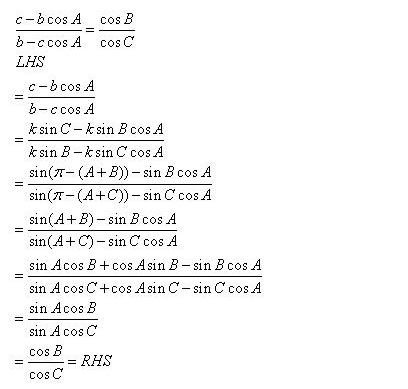 (c − b cos A)/(b − c cos A) = cos B/cos C
LHS
= (c − b cos A)/(b − c cos A)
= (k sin C − k sin B cos A)/(k sin B − k sin C cos A)
= (sin(π − (A + B)) − sin B cos A)/(sin(π − (A + C)) − sin C cos A)
= (sin(A + B) − sin B cos A)/(sin(A + C) − sin C cos A)
= (sin A cos B + cos A sin B − sin B cos A)/(sin A cos C + cos A sin C − sin C cos A)
= (sin A cos B)/(sin A cos C)
= cos B/cos C = RHS